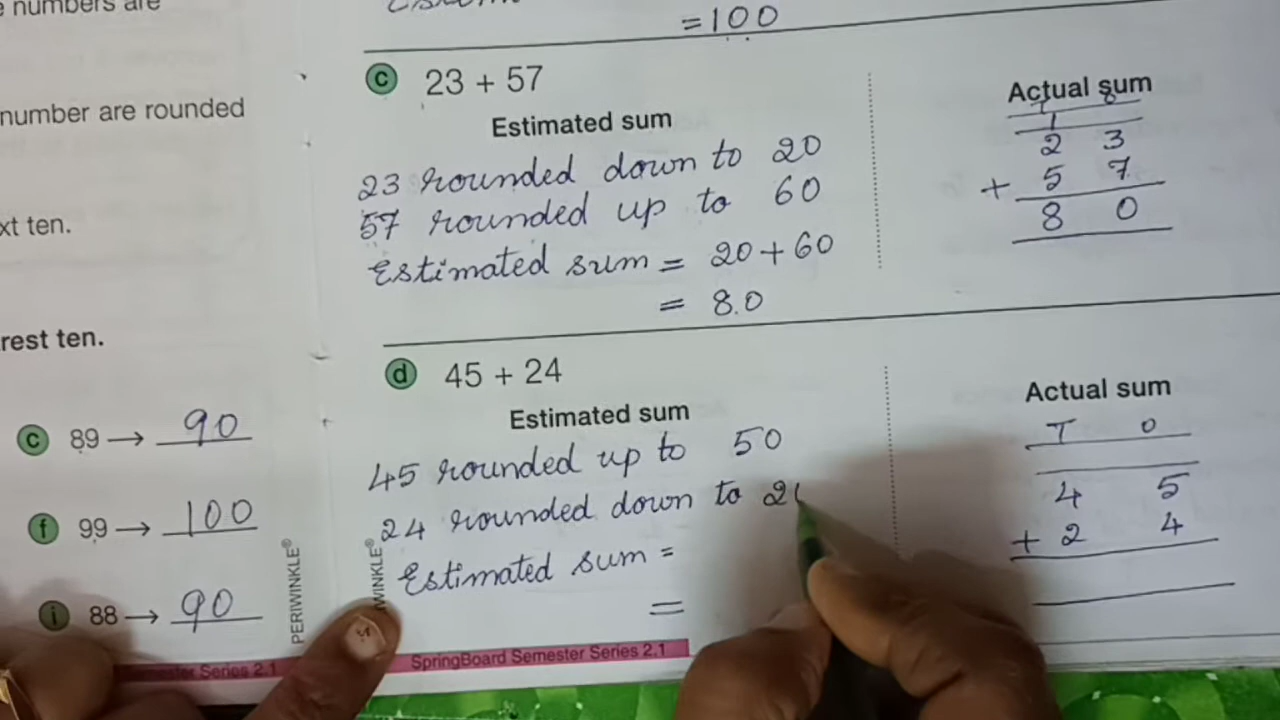 e numbers are
number are rounded
xt ten.
rest ten.
c 89 → 90
f 99 → 100
i 88 → 90
PERIWINKLE®
Semester Series 2.1
=100
c 23 + 57
Estimated sum
23 rounded down to 20
57 rounded up to 60
Estimated sum = 20+60
= 80
Actual sum
T 0
1
2 3
+ 5 7
8 0
d 45 + 24
Estimated sum
45 rounded up to 50
24 rounded down to 20
Estimated sum =
=
Actual sum
T O
4 5
+ 2 4
WINKLE®
SpringBoard Semester Series 2.1